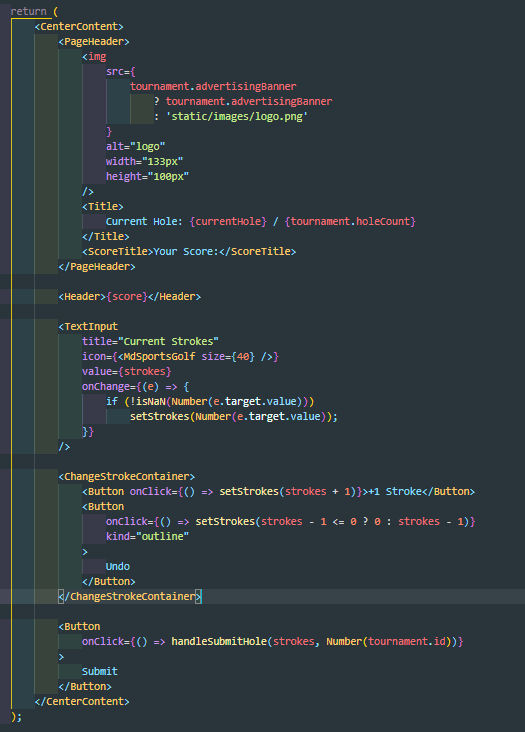 return (
<CenterContent>
<PageHeader>
<img
src={
tournament.advertisingBanner
? tournament.advertisingBanner
: 'static/images/logo.png'
}
alt="logo"
width="133px"
height="100px"
/>
<Title>
Current Hole: {currentHole} / {tournament.holeCount}
</Title>
<ScoreTitle>Your Score:</ScoreTitle>
</PageHeader>
<Header>{score}</Header>
<TextInput
title="Current Strokes"
icon={<MdSportsGolf size={40} />}
value={strokes}
onChange={(e) => {
if (!isNaN(Number(e.target.value)))
setStrokes(Number(e.target.value));
}}
/>
<ChangeStrokeContainer>
<Button onClick={() => setStrokes(strokes + 1)}>+1 Stroke</Button>
<Button
onClick={() => setStrokes(strokes - 1 <= 0 ? 0 : strokes - 1)}
kind="outline"
>
Undo
</Button>
</ChangeStrokeContainer>
<Button
onClick={() => handleSubmitHole(strokes, Number(tournament.id))}
>
Submit
</Button>
</CenterContent>
);